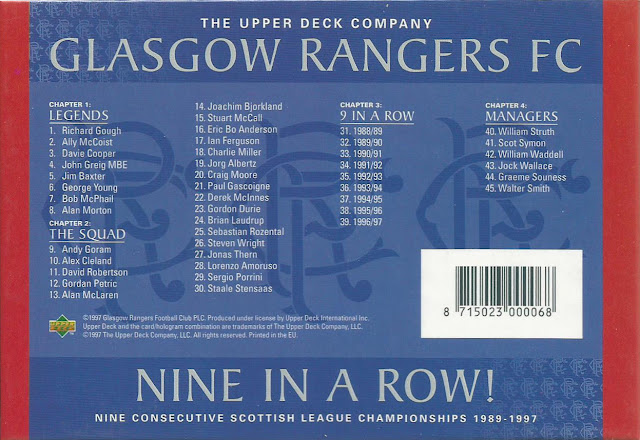 THE UPPER DECK COMPANY
GLASGOW RANGERS FC
CHAPTER 1:
LEGENDS
1. Richard Gough
2. Ally McCoist
3. Davie Cooper
4. John Greig MBE
5. Jim Baxter
6. George Young
7. Bob McPhail
8. Alan Morton
CHAPTER 2:
THE SQUAD
9. Andy Goram
10. Alex Cleland
11. David Robertson
12. Gordan Petric
13. Alan McLaren
14. Joachim Bjorkland
15. Stuart McCall
16. Eric Bo Anderson
17. Ian Ferguson
18. Charlie Miller
19. Jorg Albertz
20. Craig Moore
21. Paul Gascoigne
22. Derek McInnes
23. Gordon Durie
24. Brian Laudrup
25. Sebastian Rozental
26. Steven Wright
27. Jonas Thern
28. Lorenzo Amoruso
29. Sergio Porrini
30. Staale Stensaas
CHAPTER 3:
9 IN A ROW
31. 1988/89
32. 1989/90
33. 1990/91
34. 1991/92
35. 1992/93
36. 1993/94
37. 1994/95
38. 1995/96
39. 1996/97
CHAPTER 4:
MANAGERS
40. William Struth
41. Scot Symon
42. William Waddell
43. Jock Wallace
44. Graeme Souness
45. Walter Smith
8 715023 000068
©1997 Glasgow Rangers Football Club PLC. Produced under license by Upper Deck International Inc.
Upper Deck and the card/hologram combination are trademarks of The Upper Deck Company, LLC.
©1997 The Upper Deck Company, LLC. All rights reserved. Printed in the EU.
NINE IN A ROW!
NINE CONSECUTIVE SCOTTISH LEAGUE CHAMPIONSHIPS 1989-1997